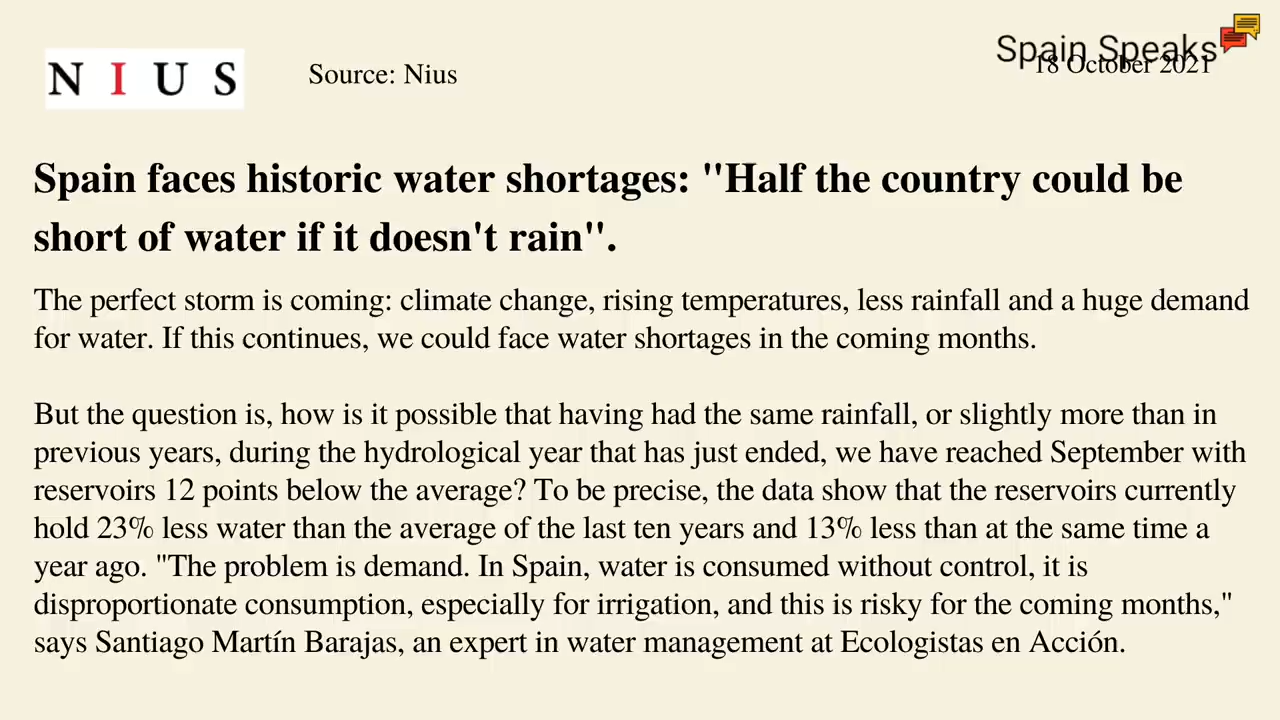 NIUS
Source: Nius
Spain Speaks
18 October 2021
Spain faces historic water shortages: "Half the country could be
short of water if it doesn't rain".
The perfect storm is coming: climate change, rising temperatures, less rainfall and a huge demand
for water. If this continues, we could face water shortages in the coming months.
But the question is, how is it possible that having had the same rainfall, or slightly more than in
previous years, during the hydrological year that has just ended, we have reached September with
reservoirs 12 points below the average? To be precise, the data show that the reservoirs currently
hold 23% less water than the average of the last ten years and 13% less than at the same time a
year ago. "The problem is demand. In Spain, water is consumed without control, it is
disproportionate consumption, especially for irrigation, and this is risky for the coming months,"
says Santiago Martín Barajas, an expert in water management at Ecologistas en Acción.